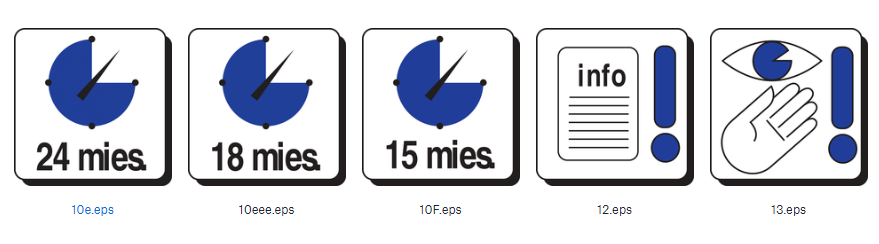 24 mies.
18 mies.
15 mies.
info
10e.eps
10eee.eps
10F.eps
12.eps
13.eps